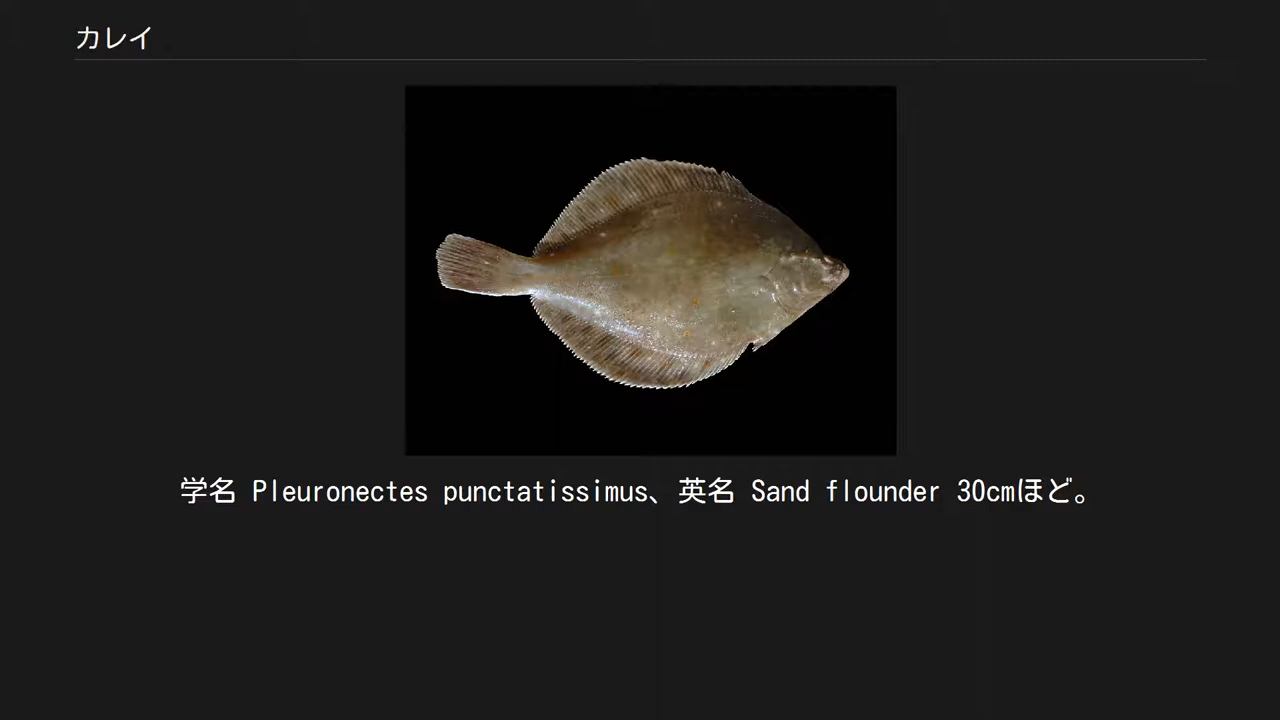 カレイ
学名 Pleuronectes punctatissimus、英名 Sand flounder 30cmほど。